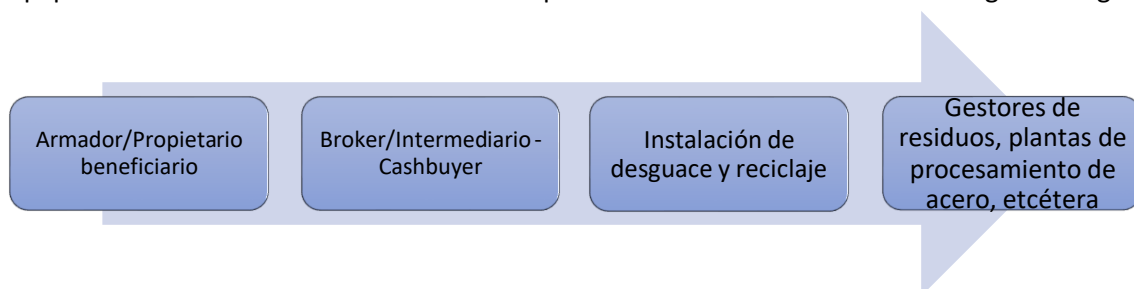 Armador/Propietario
beneficiario
Broker/Intermediario -
Cashbuyer
Instalación de
desguace y reciclaje
Gestores de
residuos, plantas de
procesamiento de
acero, etcétera